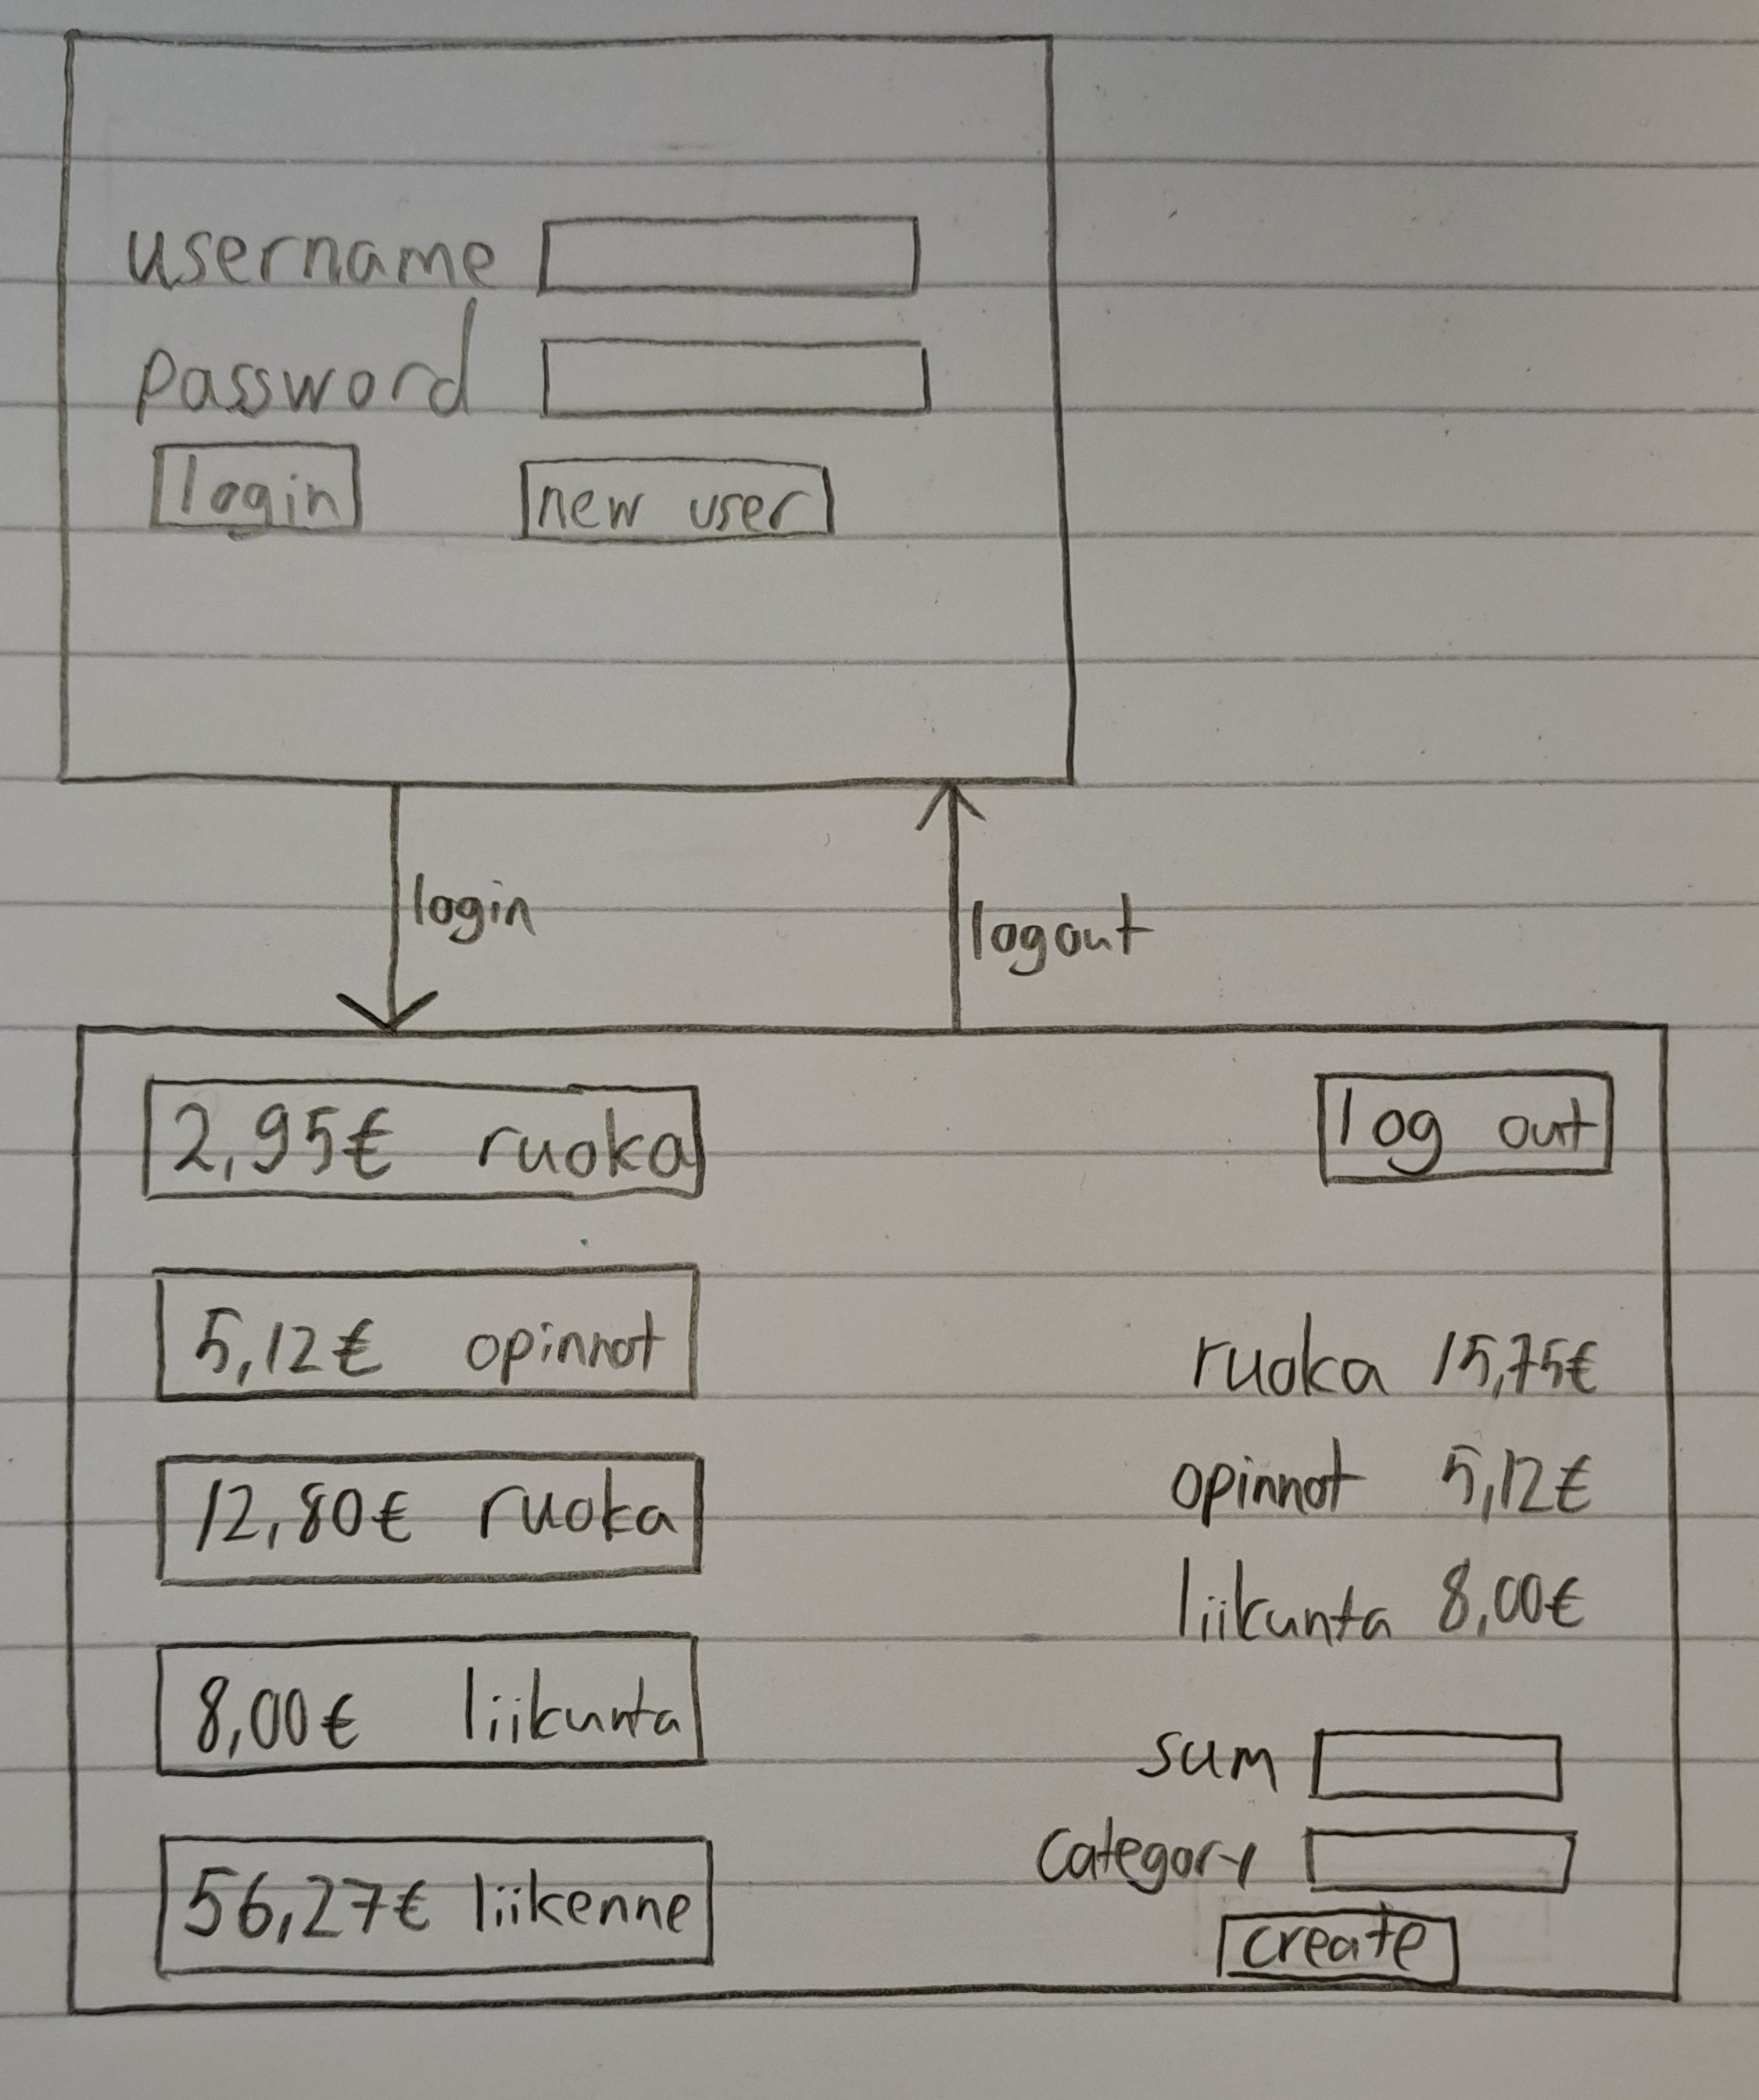 username
password
login new user
login
logout
2,95€ ruoka
log out
5,12€ opinnot
12,80€ ruoka
8,00€ liikunta
56,27€ liikenne
ruoka 15,75€
opinnot 5,12€
liikunta 8,00€
sum
category
create